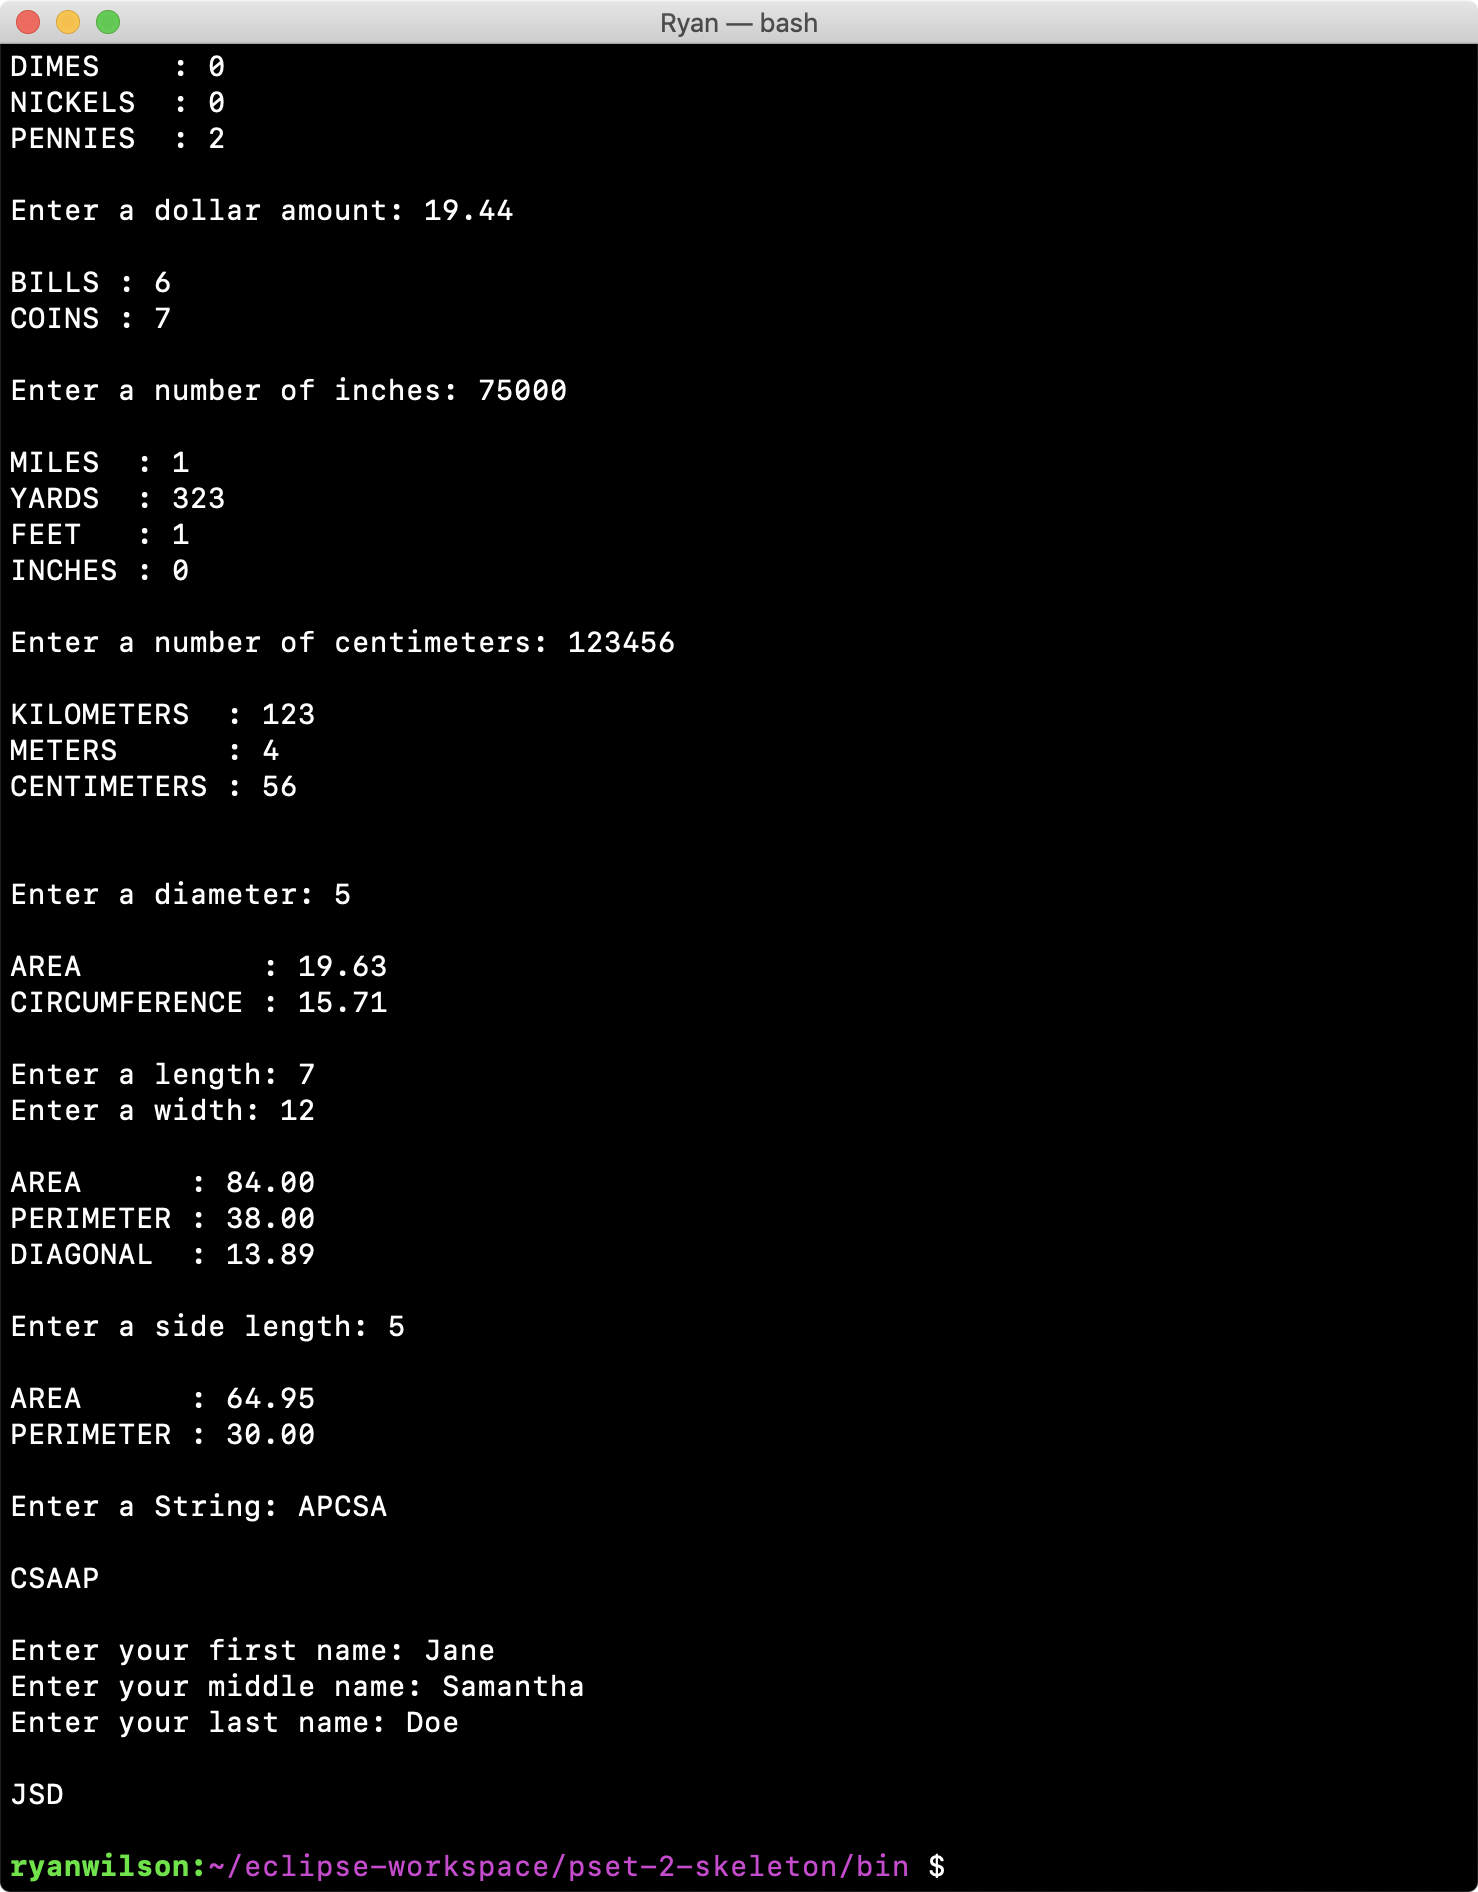 Ryan — bash
DIMES    : 0
NICKELS  : 0
PENNIES  : 2
Enter a dollar amount: 19.44
BILLS : 6
COINS : 7
Enter a number of inches: 75000
MILES  : 1
YARDS  : 323
FEET   : 1
INCHES : 0
Enter a number of centimeters: 123456
KILOMETERS  : 123
METERS      : 4
CENTIMETERS : 56
Enter a diameter: 5
AREA          : 19.63
CIRCUMFERENCE : 15.71
Enter a length: 7
Enter a width: 12
AREA      : 84.00
PERIMETER : 38.00
DIAGONAL  : 13.89
Enter a side length: 5
AREA      : 64.95
PERIMETER : 30.00
Enter a String: APCSA
CSAAP
Enter your first name: Jane
Enter your middle name: Samantha
Enter your last name: Doe
JSD
ryanwilson:~/eclipse-workspace/pset-2-skeleton/bin $